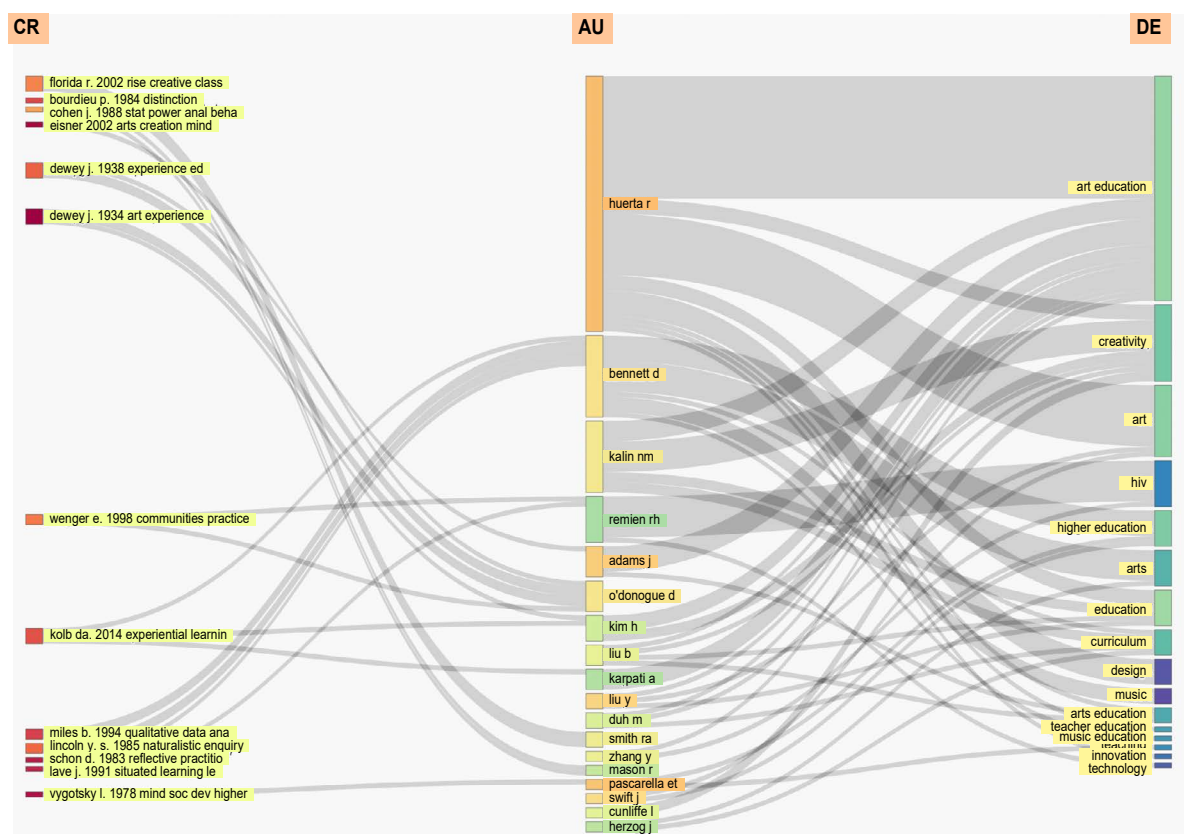 CR
AU
DE
florida r. 2002 rise creative class
bourdieu p. 1984 distinction
cohen j. 1988 stat power anal beha
eisner 2002 arts creation mind
dewey j. 1938 experience ed
dewey j. 1934 art experience
wenger e. 1998 communities practice
kolb da. 2014 experiential learnin
miles b. 1994 qualitative data ana
lincoln y. s. 1985 naturalistic enquiry
schon d. 1983 reflective practitio
lave j. 1991 situated learning le
vygotsky l. 1978 mind soc dev higher
huerta r
bennett d
kalin nm
remien rh
adams j
o'donogue d
kim h
liu b
karpati a
liu y
duh m
smith ra
zhang y
mason r
pascarella et
swift j
cunliffe l
herzog j
art education
creativity
art
hiv
higher education
arts
education
curriculum
design
music
arts education
teacher education
music education
teaching
innovation
technology